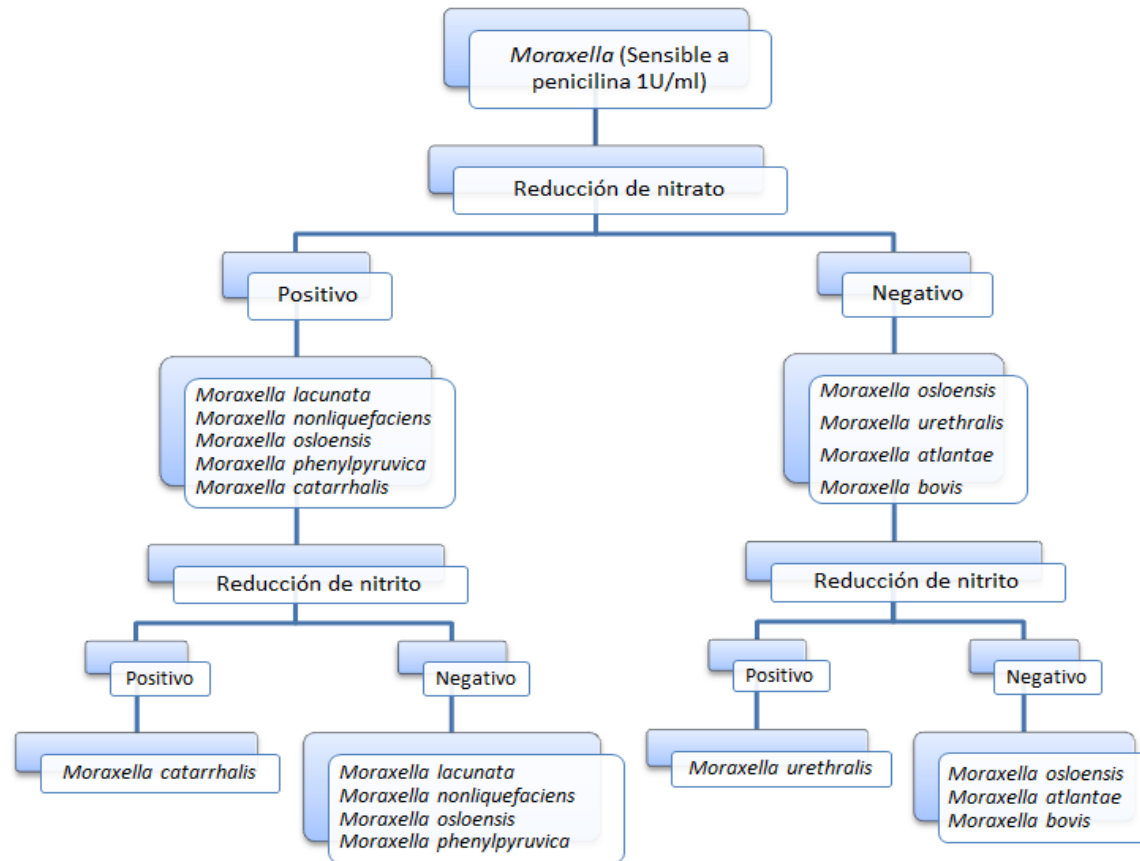 Moraxella (Sensible a
penicilina 1U/ml)
Reducción de nitrato
Positivo
Negativo
Moraxella lacunata
Moraxella nonliquefaciens
Moraxella osloensis
Moraxella phenylpyruvica
Moraxella catarrhalis
Moraxella osloensis
Moraxella urethralis
Moraxella atlantae
Moraxella bovis
Reducción de nitrito
Reducción de nitrito
Positivo
Negativo
Positivo
Negativo
Moraxella catarrhalis
Moraxella lacunata
Moraxella nonliquefaciens
Moraxella osloensis
Moraxella phenylpyruvica
Moraxella urethralis
Moraxella osloensis
Moraxella atlantae
Moraxella bovis